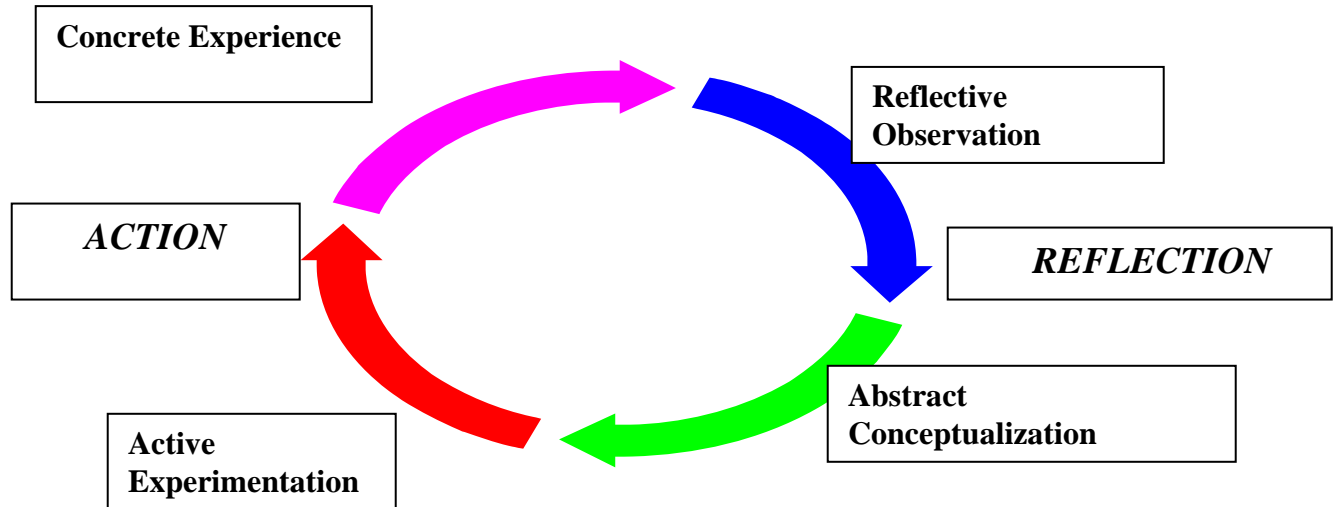 Concrete Experience
Reflective
Observation
ACTION
REFLECTION
Abstract
Conceptualization
Active
Experimentation